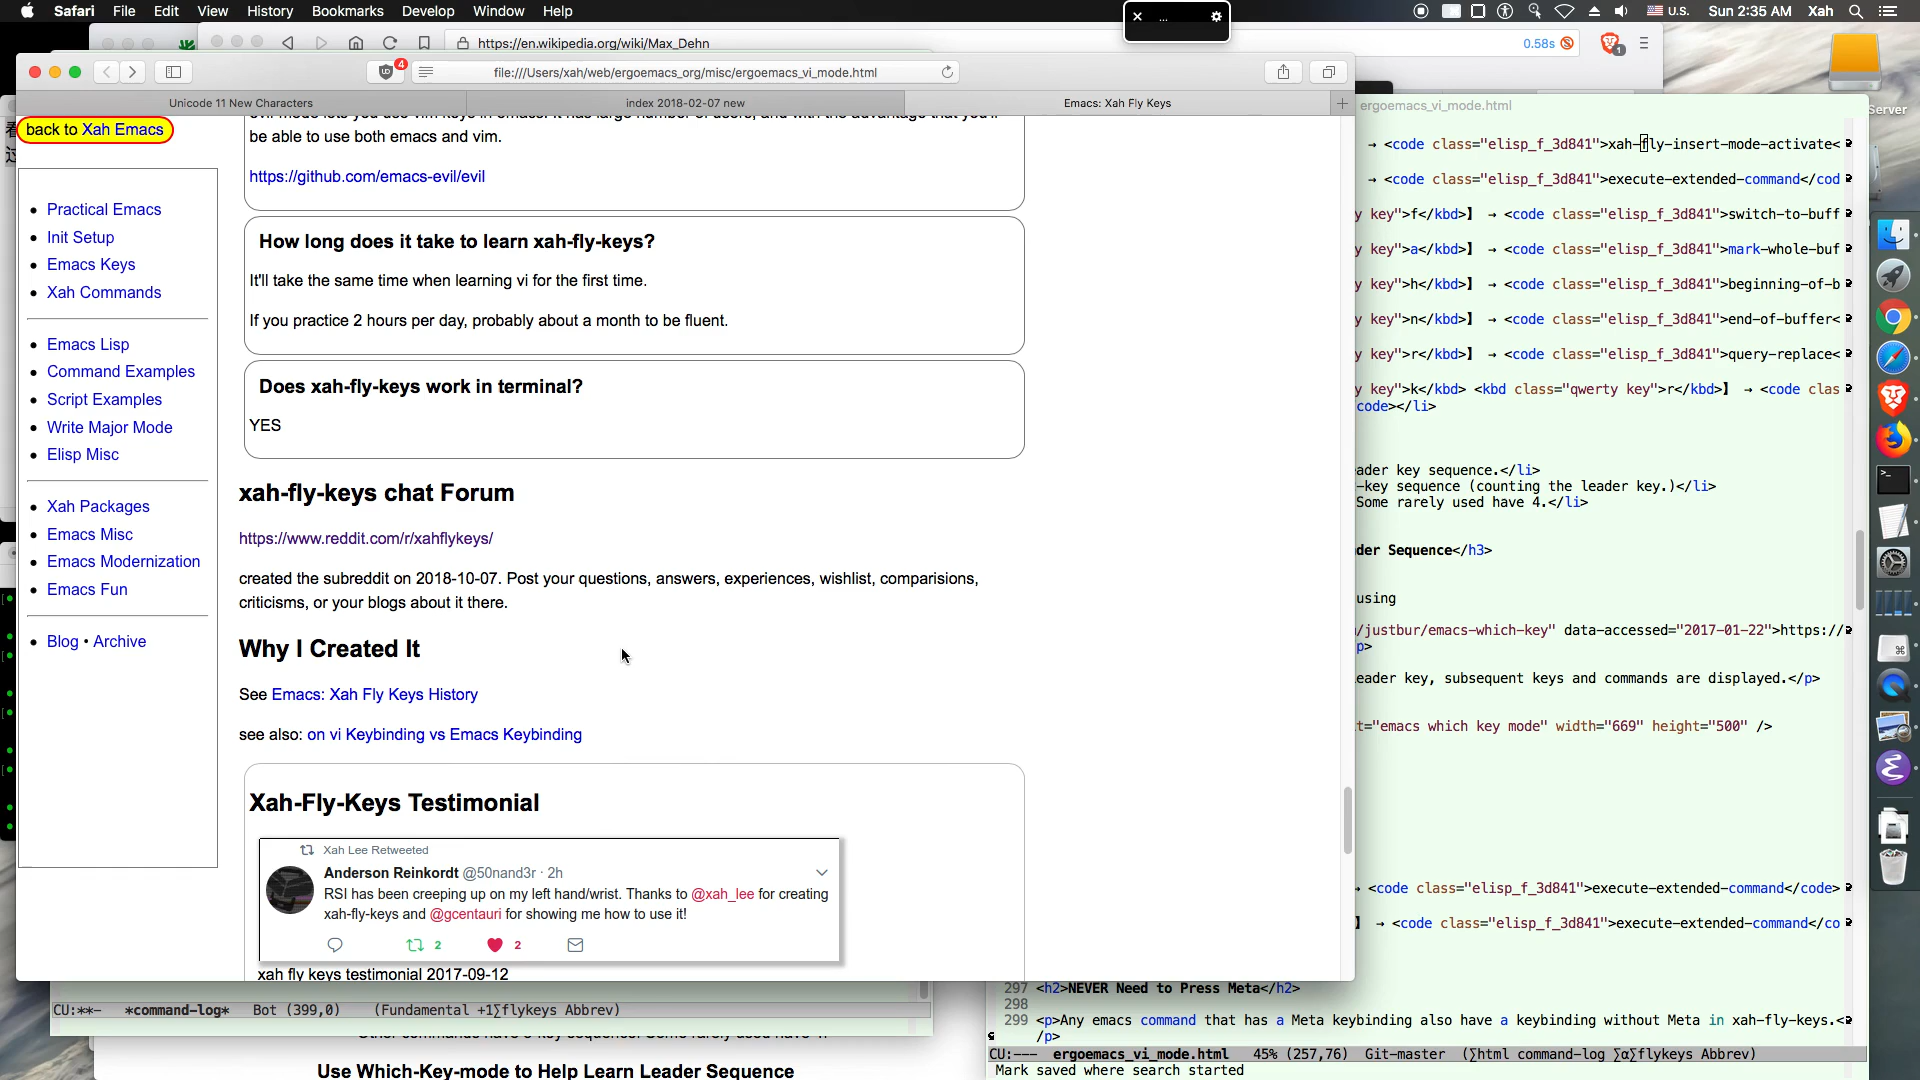 Safari File Edit View History Bookmarks Develop Window Help
...
U.S. Sun 2:35 AM Xah
https://en.wikipedia.org/wiki/Max_Dehn
0.58s
1
4
file:///Users/xah/web/ergoemacs_org/misc/ergoemacs_vi_mode.html
Unicode 11 New Characters
index 2018-02-07 new
Emacs: Xah Fly Keys
back to Xah Emacs
Practical Emacs
Init Setup
Emacs Keys
Xah Commands
Emacs Lisp
Command Examples
Script Examples
Write Major Mode
Elisp Misc
Xah Packages
Emacs Misc
Emacs Modernization
Emacs Fun
Blog • Archive
be able to use both emacs and vim.
https://github.com/emacs-evil/evil
How long does it take to learn xah-fly-keys?
It'll take the same time when learning vi for the first time.
If you practice 2 hours per day, probably about a month to be fluent.
Does xah-fly-keys work in terminal?
YES
xah-fly-keys chat Forum
https://www.reddit.com/r/xahflykeys/
created the subreddit on 2018-10-07. Post your questions, answers, experiences, wishlist, comparisions,
criticisms, or your blogs about it there.
Why I Created It
See Emacs: Xah Fly Keys History
see also: on vi Keybinding vs Emacs Keybinding
Xah-Fly-Keys Testimonial
Xah Lee Retweeted
Anderson Reinkordt @50nand3r · 2h
RSI has been creeping up on my left hand/wrist. Thanks to @xah_lee for creating
xah-fly-keys and @gcentauri for showing me how to use it!
2 2
xah fly keys testimonial 2017-09-12
CU:**- *command-log* Bot (399,0) (Fundamental +1∑flykeys Abbrev)
Use Which-Key-mode to Help Learn Leader Sequence
ergoemacs_vi_mode.html
Server
→ <code class="elisp_f_3d841">xah-fly-insert-mode-activate<
→ <code class="elisp_f_3d841">execute-extended-command</cod
y key">f</kbd>】 → <code class="elisp_f_3d841">switch-to-buff
y key">a</kbd>】 → <code class="elisp_f_3d841">mark-whole-buf
y key">h</kbd>】 → <code class="elisp_f_3d841">beginning-of-b
y key">n</kbd>】 → <code class="elisp_f_3d841">end-of-buffer<
y key">r</kbd>】 → <code class="elisp_f_3d841">query-replace<
y key">k</kbd> <kbd class="qwerty key">r</kbd>】 → <code clas
code></li>
eader key sequence.</li>
-key sequence (counting the leader key.)</li>
Some rarely used have 4.</li>
der Sequence</h3>
using
/justbur/emacs-which-key" data-accessed="2017-01-22">https://
p>
eader key, subsequent keys and commands are displayed.</p>
t="emacs which key mode" width="669" height="500" />
→ <code class="elisp_f_3d841">execute-extended-command</code>
】 → <code class="elisp_f_3d841">execute-extended-command</co
297 <h2>NEVER Need to Press Meta</h2>
298
299 <p>Any emacs command that has a Meta keybinding also have a keybinding without Meta in xah-fly-keys.<
/p>
CU:--- ergoemacs_vi_mode.html 45% (257,76) Git-master (∑html command-log ∑α∑flykeys Abbrev)
Mark saved where search started